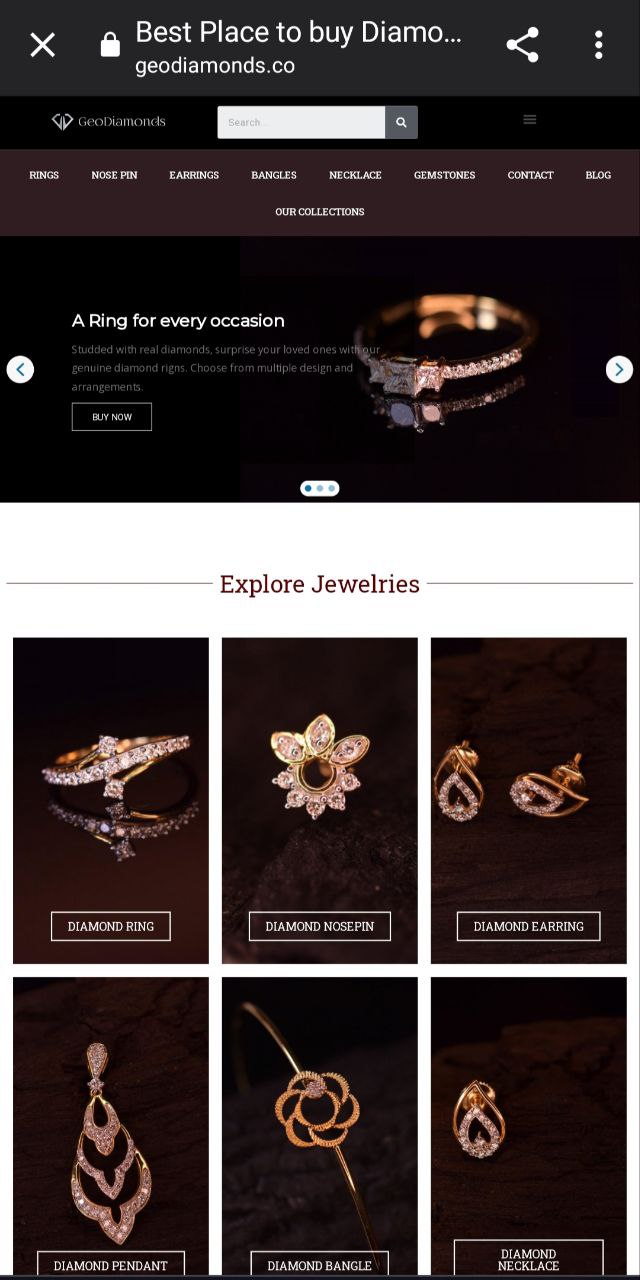 Best Place to buy Diamo...
geodiamonds.co
GeoDiamonds
Search...
RINGS NOSE PIN EARRINGS BANGLES NECKLACE GEMSTONES CONTACT BLOG
OUR COLLECTIONS
A Ring for every occasion
Studded with real diamonds, surprise your loved ones with our
genuine diamond rigns. Choose from multiple design and
arrangements.
BUY NOW
Explore Jewelries
DIAMOND RING
DIAMOND NOSEPIN
DIAMOND EARRING
DIAMOND PENDANT
DIAMOND BANGLE
DIAMOND
NECKLACE